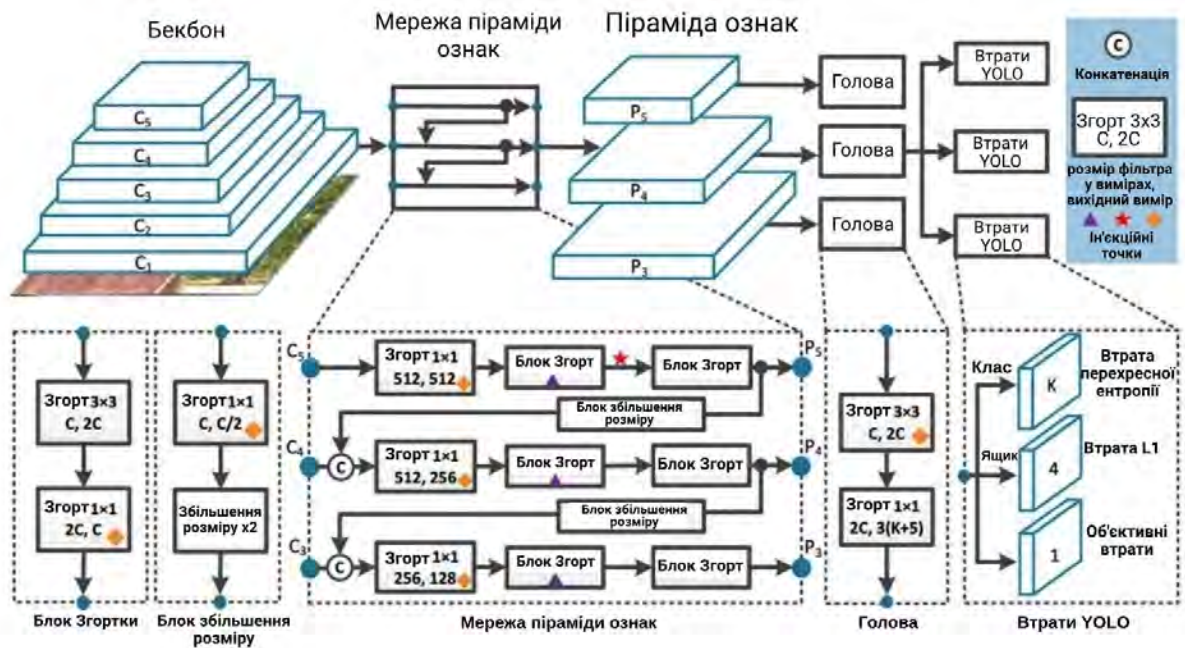 Бекбон
Мережа піраміди
ознак
Піраміда ознак
C5
C4
C3
C2
C1
P5
P4
P3
Голова
Голова
Голова
Втрати
YOLO
Втрати
YOLO
Втрати
YOLO
C
Конкатенація
Згорт 3x3
C, 2C
розмір фільтра
у вимірах,
вихідний вимір
Ін'єкційні
точки
Згорт 3×3
C, 2C
Згорт 1×1
2C, C
Блок Згортки
Згорт 1×1
C, C/2
Збільшення
розміру x2
Блок збільшення
розміру
C5
Згорт 1×1
512, 512
Блок Згорт
Блок Згорт
P5
Блок збільшення
розміру
C4
C
Згорт 1×1
512, 256
Блок Згорт
Блок Згорт
P4
Блок збільшення
розміру
C3
C
Згорт 1×1
256, 128
Блок Згорт
Блок Згорт
P3
Мережа піраміди ознак
Згорт 3×3
C, 2C
Згорт 1×1
2C, 3(K+5)
Голова
Клас
K
Втрата
перехресної
ентропії
Ящик
4
Втрата L1
1
Об'єктивні
втрати
Втрати YOLO